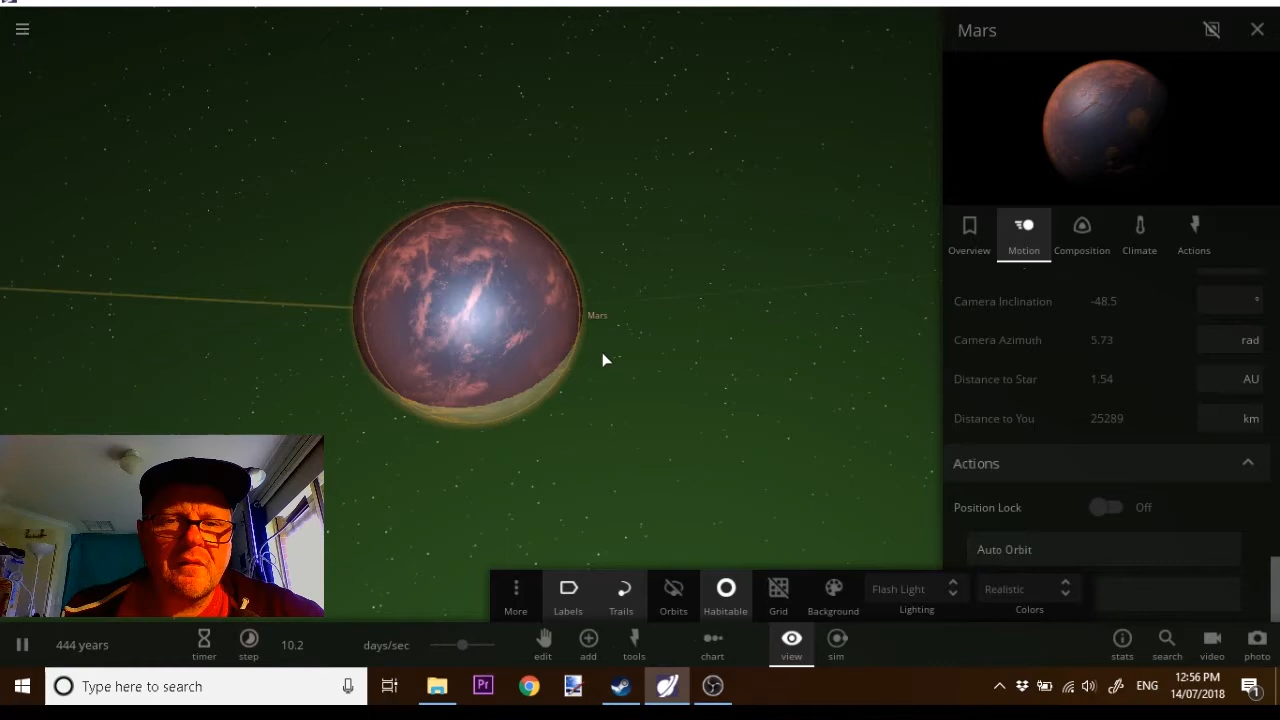 Mars
Overview
Motion
Composition
Climate
Actions
Camera Inclination -48.5 °
Camera Azimuth 5.73 rad
Distance to Star 1.54 AU
Distance to You 25289 km
Mars
Actions
Position Lock Off
Auto Orbit
More
Labels
Trails
Orbits
Habitable
Grid
Background
Flash Light
Lighting
Realistic
Colors
444 years
timer
step
10.2 days/sec
edit
add
tools
chart
view
sim
stats
search
video
photo
Type here to search
Pr
ENG
12:56 PM
14/07/2018
1